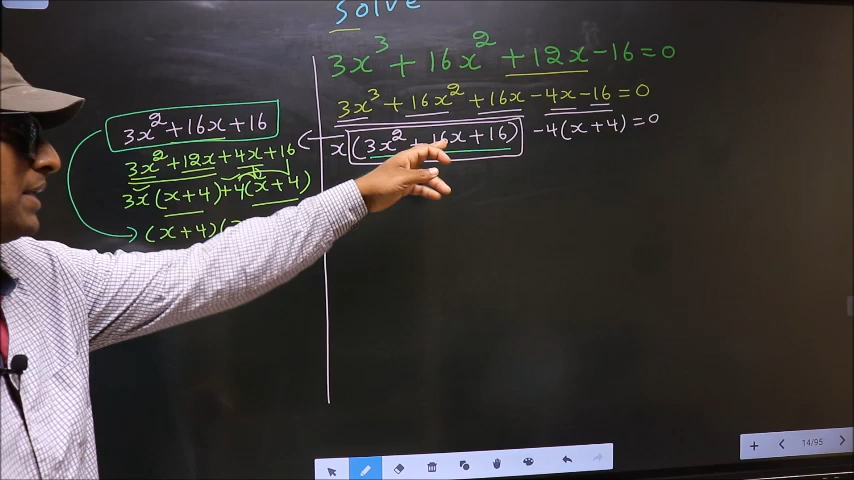 Solve
3x³ + 16x² + 12x - 16 = 0
3x³ + 16x² + 16x - 4x - 16 = 0
x (3x² + 16x + 16) - 4(x + 4) = 0
3x² + 16x + 16
3x² + 12x + 4x + 16
3x (x + 4) + 4(x + 4)
(x + 4)(
14/95